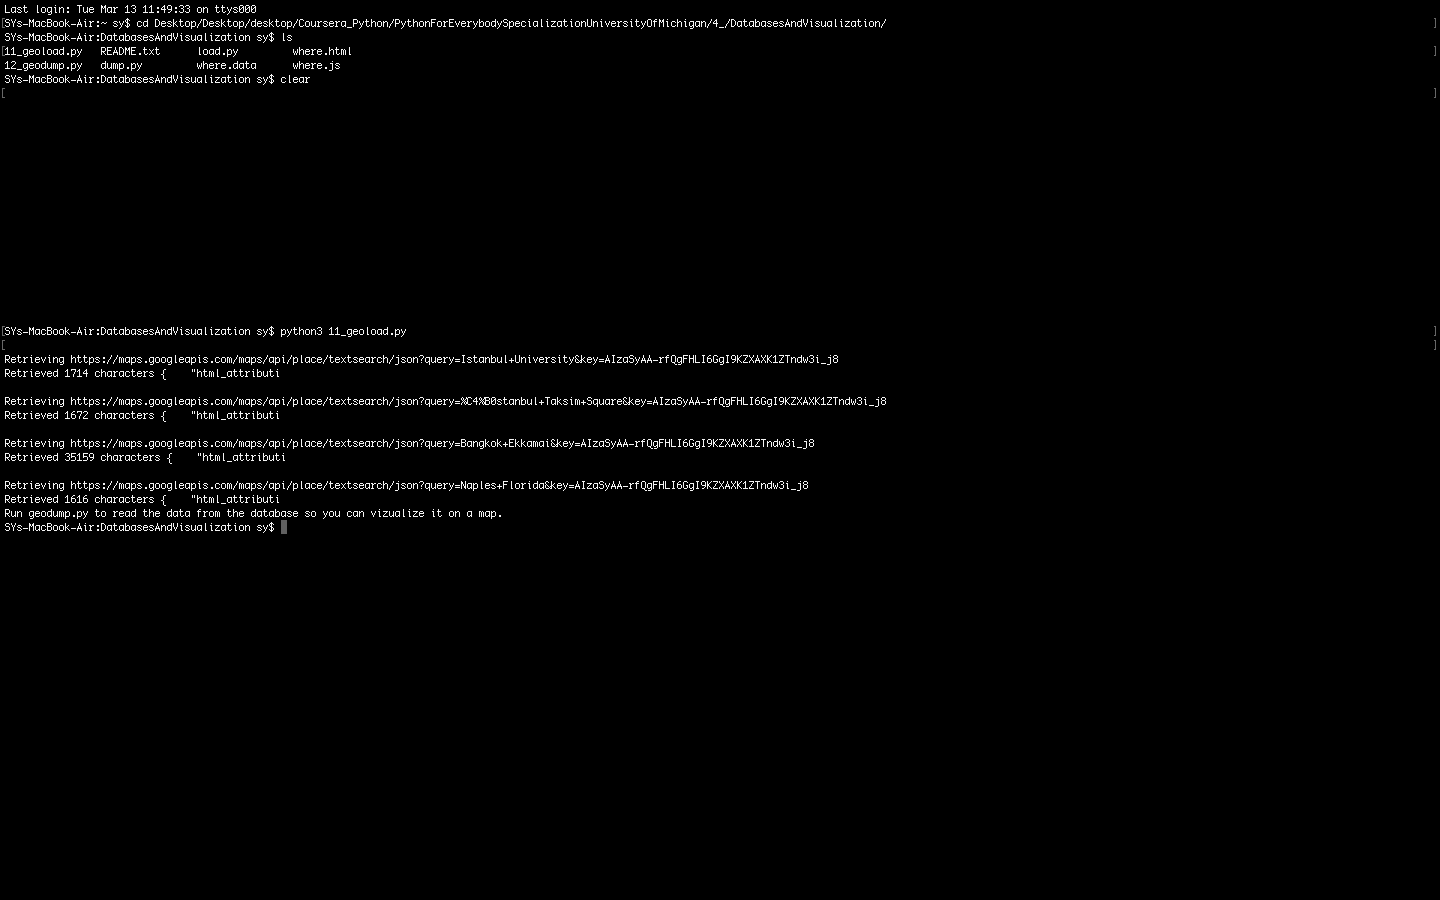 Last login: Tue Mar 13 11:49:33 on ttys000
[SYs-MacBook-Air:~ sy$ cd Desktop/Desktop/desktop/Coursera_Python/PythonForEverybodySpecializationUniversityOfMichigan/4_/DatabasesAndVisualization/ ]
SYs-MacBook-Air:DatabasesAndVisualization sy$ ls
[11_geoload.py README.txt load.py where.html ]
12_geodump.py dump.py where.data where.js
SYs-MacBook-Air:DatabasesAndVisualization sy$ clear
[ ]
[SYs-MacBook-Air:DatabasesAndVisualization sy$ python3 11_geoload.py ]
[ ]
Retrieving https://maps.googleapis.com/maps/api/place/textsearch/json?query=Istanbul+University&key=AIzaSyAA-rfQgFHLI6GgI9KZXAXK1ZTndw3i_j8
Retrieved 1714 characters { "html_attributi
Retrieving https://maps.googleapis.com/maps/api/place/textsearch/json?query=%C4%B0stanbul+Taksim+Square&key=AIzaSyAA-rfQgFHLI6GgI9KZXAXK1ZTndw3i_j8
Retrieved 1672 characters { "html_attributi
Retrieving https://maps.googleapis.com/maps/api/place/textsearch/json?query=Bangkok+Ekkamai&key=AIzaSyAA-rfQgFHLI6GgI9KZXAXK1ZTndw3i_j8
Retrieved 35159 characters { "html_attributi
Retrieving https://maps.googleapis.com/maps/api/place/textsearch/json?query=Naples+Florida&key=AIzaSyAA-rfQgFHLI6GgI9KZXAXK1ZTndw3i_j8
Retrieved 1616 characters { "html_attributi
Run geodump.py to read the data from the database so you can vizualize it on a map.
SYs-MacBook-Air:DatabasesAndVisualization sy$